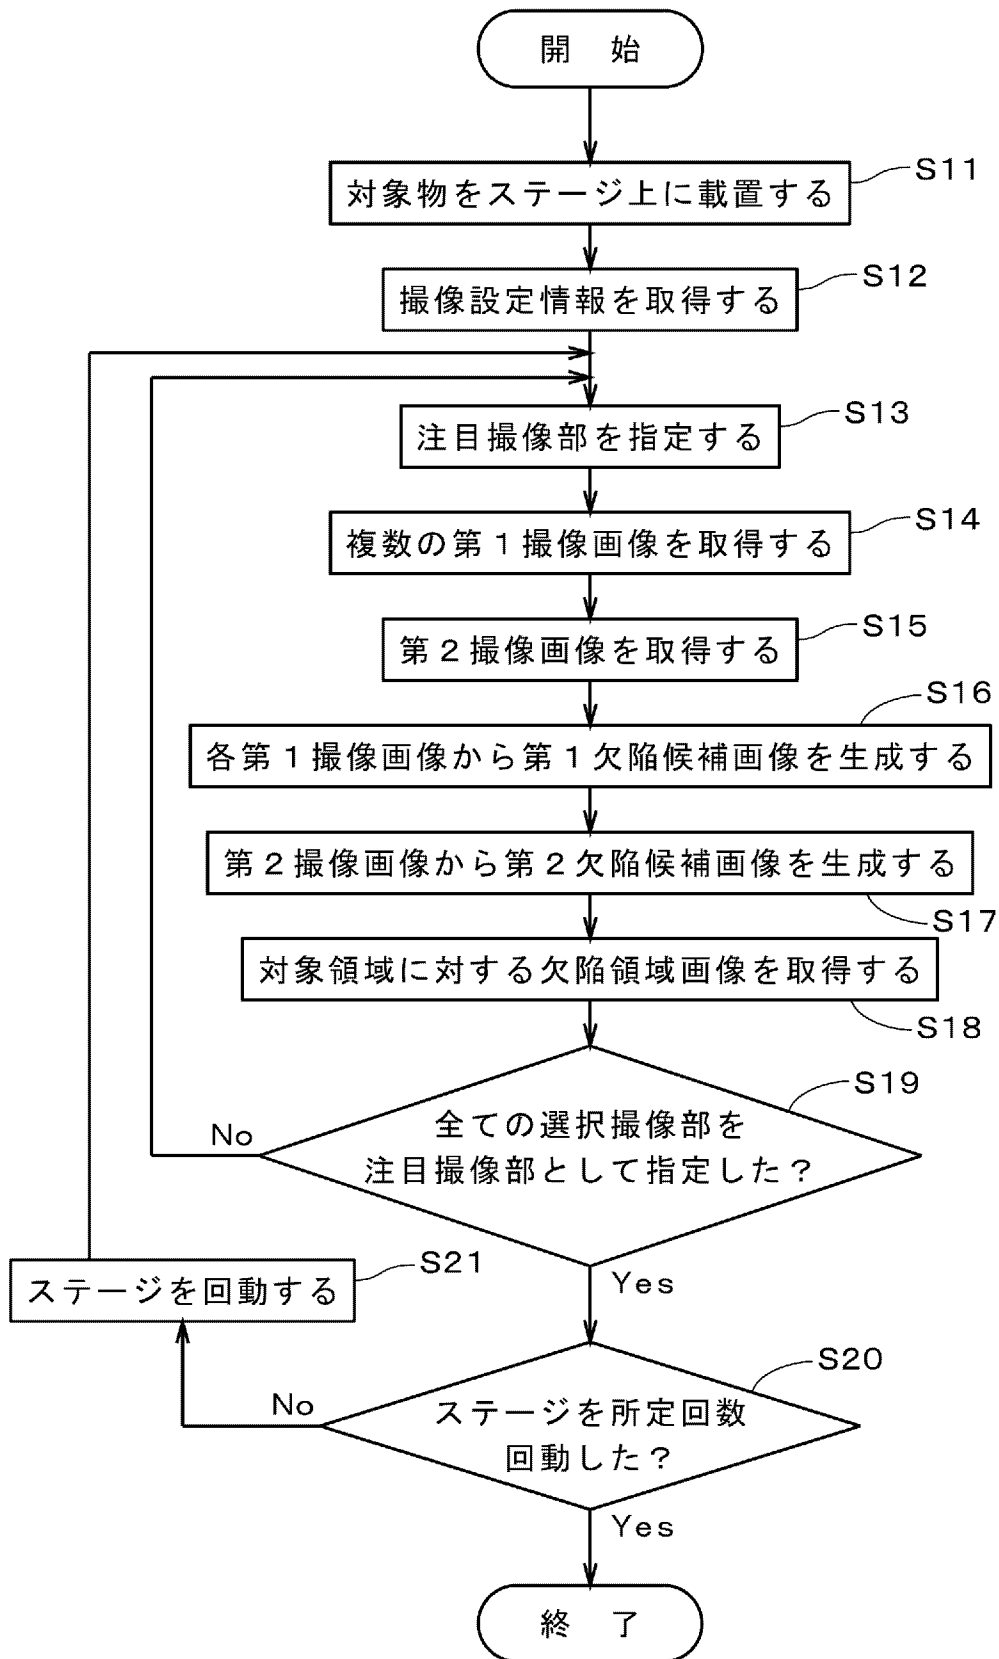 開 始
対象物をステージ上に載置する
S11
撮像設定情報を取得する
S12
注目撮像部を指定する
S13
複数の第1撮像画像を取得する
S14
第2撮像画像を取得する
S15
各第1撮像画像から第1欠陥候補画像を生成する
S16
第2撮像画像から第2欠陥候補画像を生成する
S17
対象領域に対する欠陥領域画像を取得する
S18
全ての選択撮像部を
注目撮像部として指定した?
S19
No
Yes
ステージを回動する
S21
ステージを所定回数
回動した?
S20
No
Yes
終 了